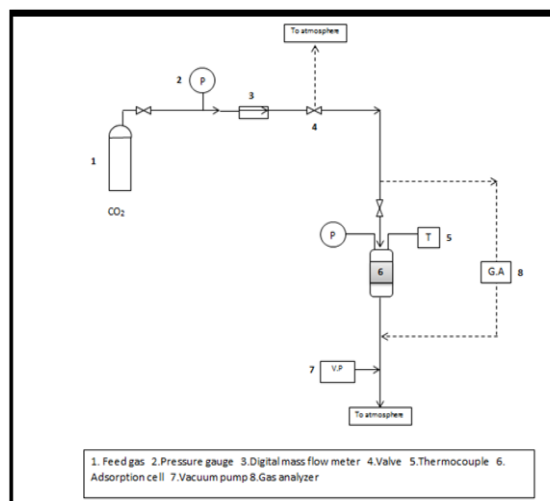 To atmosphere
2
P
3
4
1
CO₂
P
T
5
6
G.A
8
7
V.P
To atmosphere
1. Feed gas 2.Pressure gauge 3.Digital mass flow meter 4.Valve 5.Thermocouple 6.
Adsorption cell 7.Vacuum pump 8.Gas analyzer